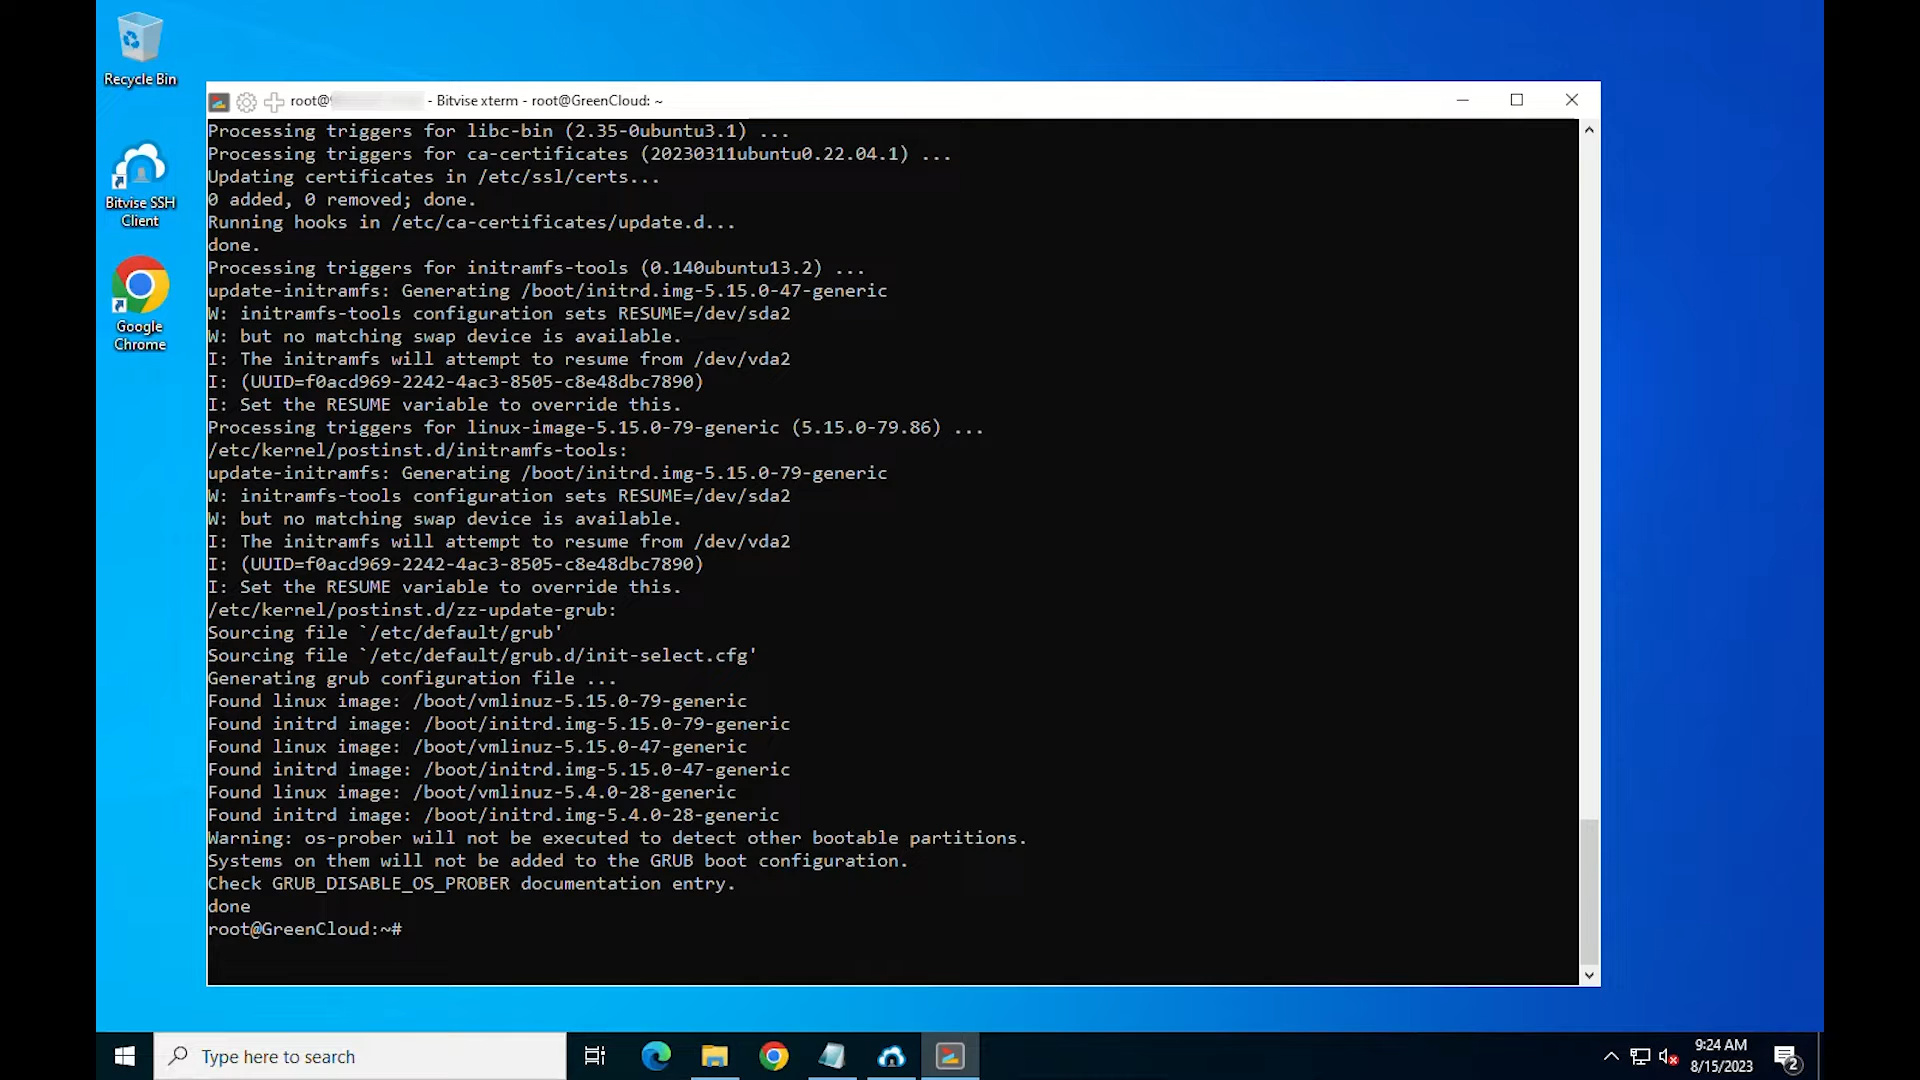 Recycle Bin
Bitvise SSH
Client
Google
Chrome
root@ - Bitvise xterm - root@GreenCloud: ~
Processing triggers for libc-bin (2.35-0ubuntu3.1) ...
Processing triggers for ca-certificates (20230311ubuntu0.22.04.1) ...
Updating certificates in /etc/ssl/certs...
0 added, 0 removed; done.
Running hooks in /etc/ca-certificates/update.d...
done.
Processing triggers for initramfs-tools (0.140ubuntu13.2) ...
update-initramfs: Generating /boot/initrd.img-5.15.0-47-generic
W: initramfs-tools configuration sets RESUME=/dev/sda2
W: but no matching swap device is available.
I: The initramfs will attempt to resume from /dev/vda2
I: (UUID=f0acd969-2242-4ac3-8505-c8e48dbc7890)
I: Set the RESUME variable to override this.
Processing triggers for linux-image-5.15.0-79-generic (5.15.0-79.86) ...
/etc/kernel/postinst.d/initramfs-tools:
update-initramfs: Generating /boot/initrd.img-5.15.0-79-generic
W: initramfs-tools configuration sets RESUME=/dev/sda2
W: but no matching swap device is available.
I: The initramfs will attempt to resume from /dev/vda2
I: (UUID=f0acd969-2242-4ac3-8505-c8e48dbc7890)
I: Set the RESUME variable to override this.
/etc/kernel/postinst.d/zz-update-grub:
Sourcing file `/etc/default/grub'
Sourcing file `/etc/default/grub.d/init-select.cfg'
Generating grub configuration file ...
Found linux image: /boot/vmlinuz-5.15.0-79-generic
Found initrd image: /boot/initrd.img-5.15.0-79-generic
Found linux image: /boot/vmlinuz-5.15.0-47-generic
Found initrd image: /boot/initrd.img-5.15.0-47-generic
Found linux image: /boot/vmlinuz-5.4.0-28-generic
Found initrd image: /boot/initrd.img-5.4.0-28-generic
Warning: os-prober will not be executed to detect other bootable partitions.
Systems on them will not be added to the GRUB boot configuration.
Check GRUB_DISABLE_OS_PROBER documentation entry.
done
root@GreenCloud:~#
Type here to search
9:24 AM
8/15/2023
2